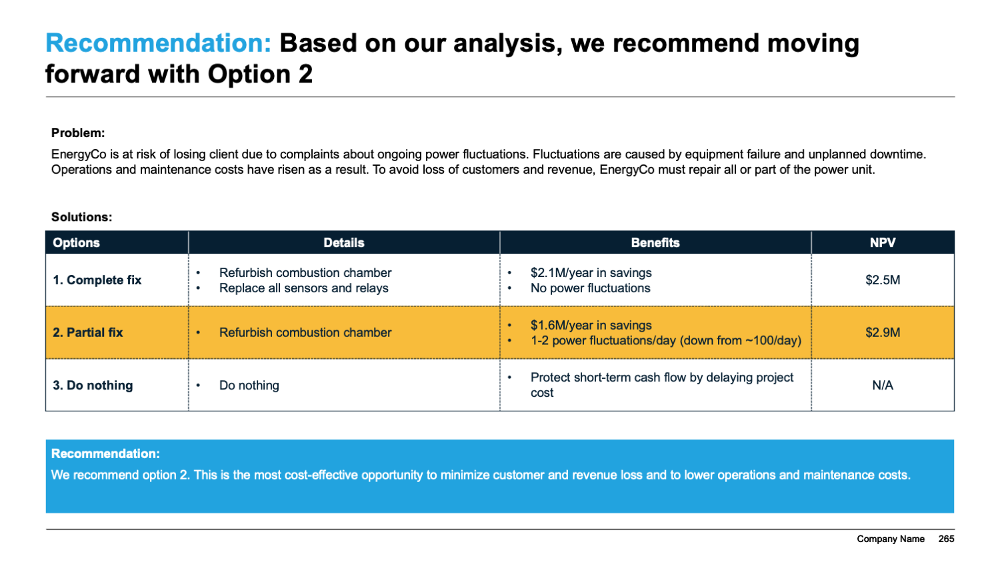 Recommendation: Based on our analysis, we recommend moving
forward with Option 2
Problem:
EnergyCo is at risk of losing client due to complaints about ongoing power fluctuations. Fluctuations are caused by equipment failure and unplanned downtime.
Operations and maintenance costs have risen as a result. To avoid loss of customers and revenue, EnergyCo must repair all or part of the power unit.
Solutions:
Options Details Benefits NPV
1. Complete fix
• Refurbish combustion chamber
• Replace all sensors and relays
• $2.1M/year in savings
• No power fluctuations
$2.5M
2. Partial fix
• Refurbish combustion chamber
• $1.6M/year in savings
• 1-2 power fluctuations/day (down from ~100/day)
$2.9M
3. Do nothing
• Do nothing
• Protect short-term cash flow by delaying project
cost
N/A
Recommendation:
We recommend option 2. This is the most cost-effective opportunity to minimize customer and revenue loss and to lower operations and maintenance costs.
Company Name 265